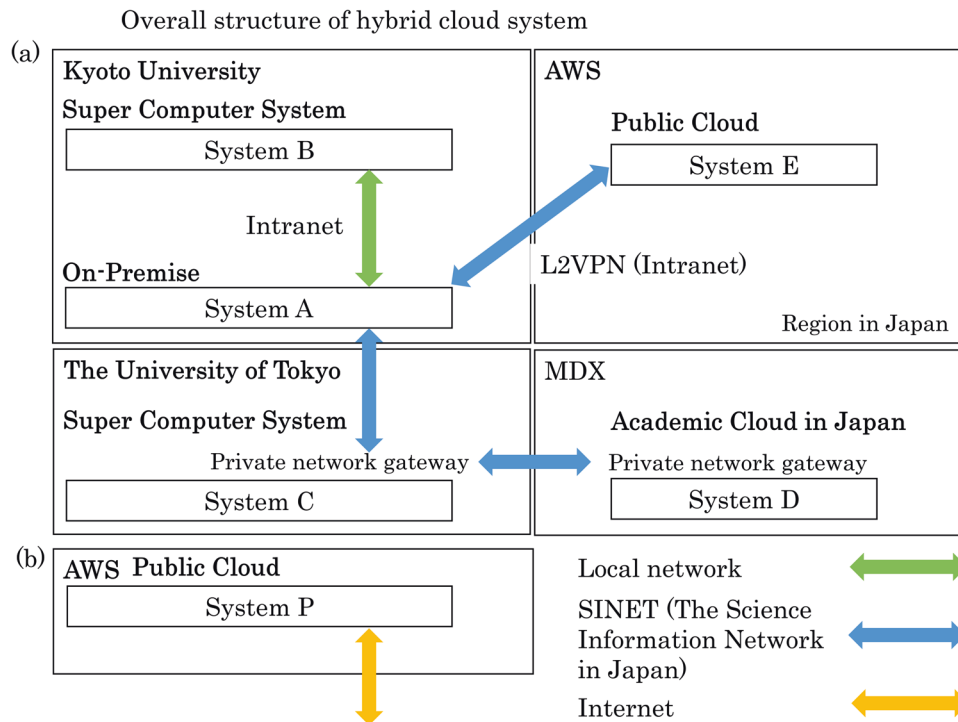 Overall structure of hybrid cloud system
(a)
Kyoto University
Super Computer System
System B
Intranet
On-Premise
System A
AWS
Public Cloud
System E
L2VPN (Intranet)
Region in Japan
The University of Tokyo
Super Computer System
Private network gateway
System C
MDX
Academic Cloud in Japan
Private network gateway
System D
(b)
AWS Public Cloud
System P
Local network
SINET (The Science
Information Network
in Japan)
Internet